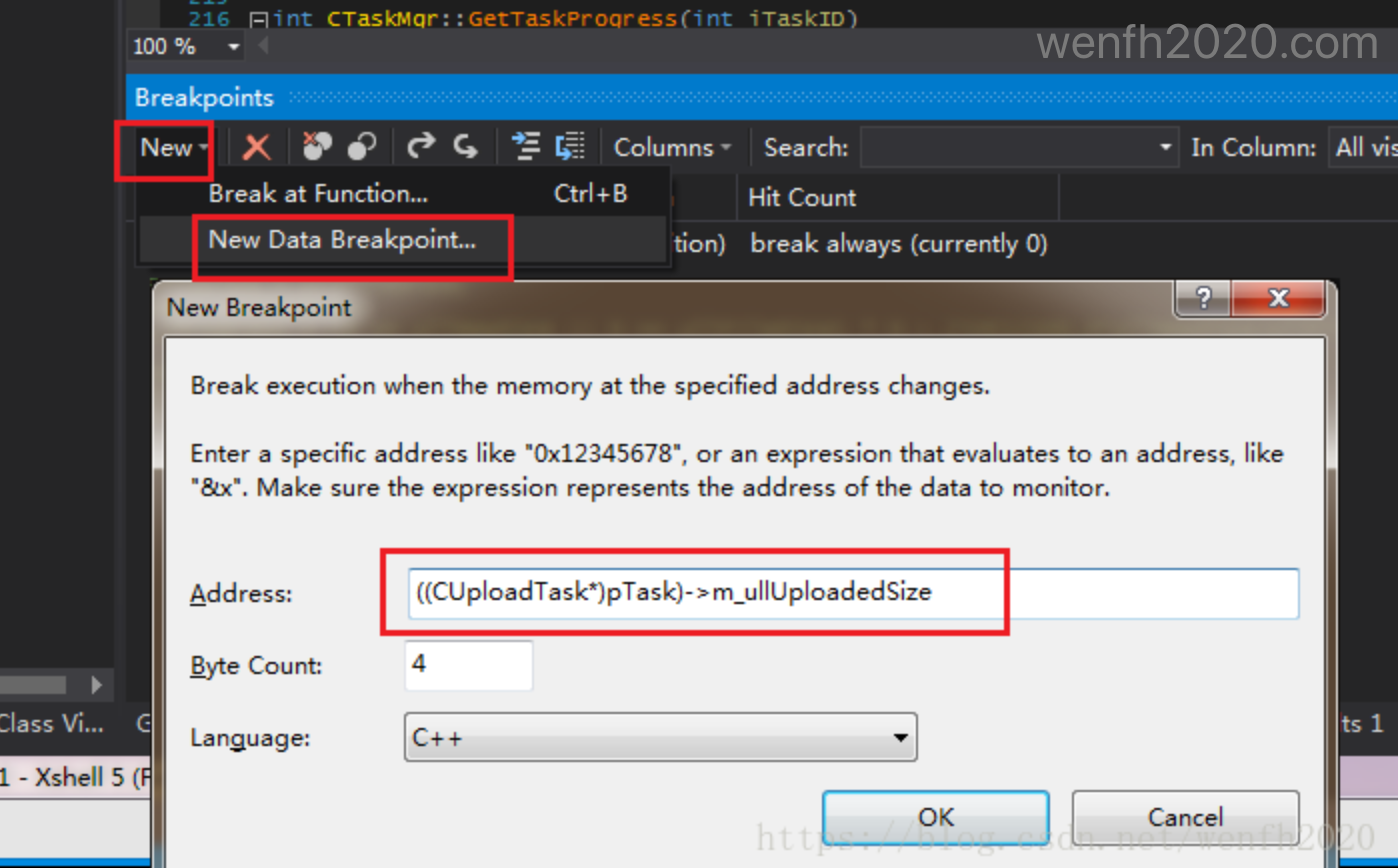 216 int CTaskMgr::GetTaskProgress(int iTaskID)
100 %
wenfh2020.com
Breakpoints
New Columns Search: In Column: All vis
Break at Function... Ctrl+B Hit Count
New Data Breakpoint... tion) break always (currently 0)
New Breakpoint
Break execution when the memory at the specified address changes.
Enter a specific address like "0x12345678", or an expression that evaluates to an address, like
"&x". Make sure the expression represents the address of the data to monitor.
Address: ((CUploadTask*)pTask)->m_ullUploadedSize
Byte Count: 4
Class Vi... G ts 1
Language: C++
1 - Xshell 5 (F
OK Cancel
https://blog.csdn.net/wenfh2020